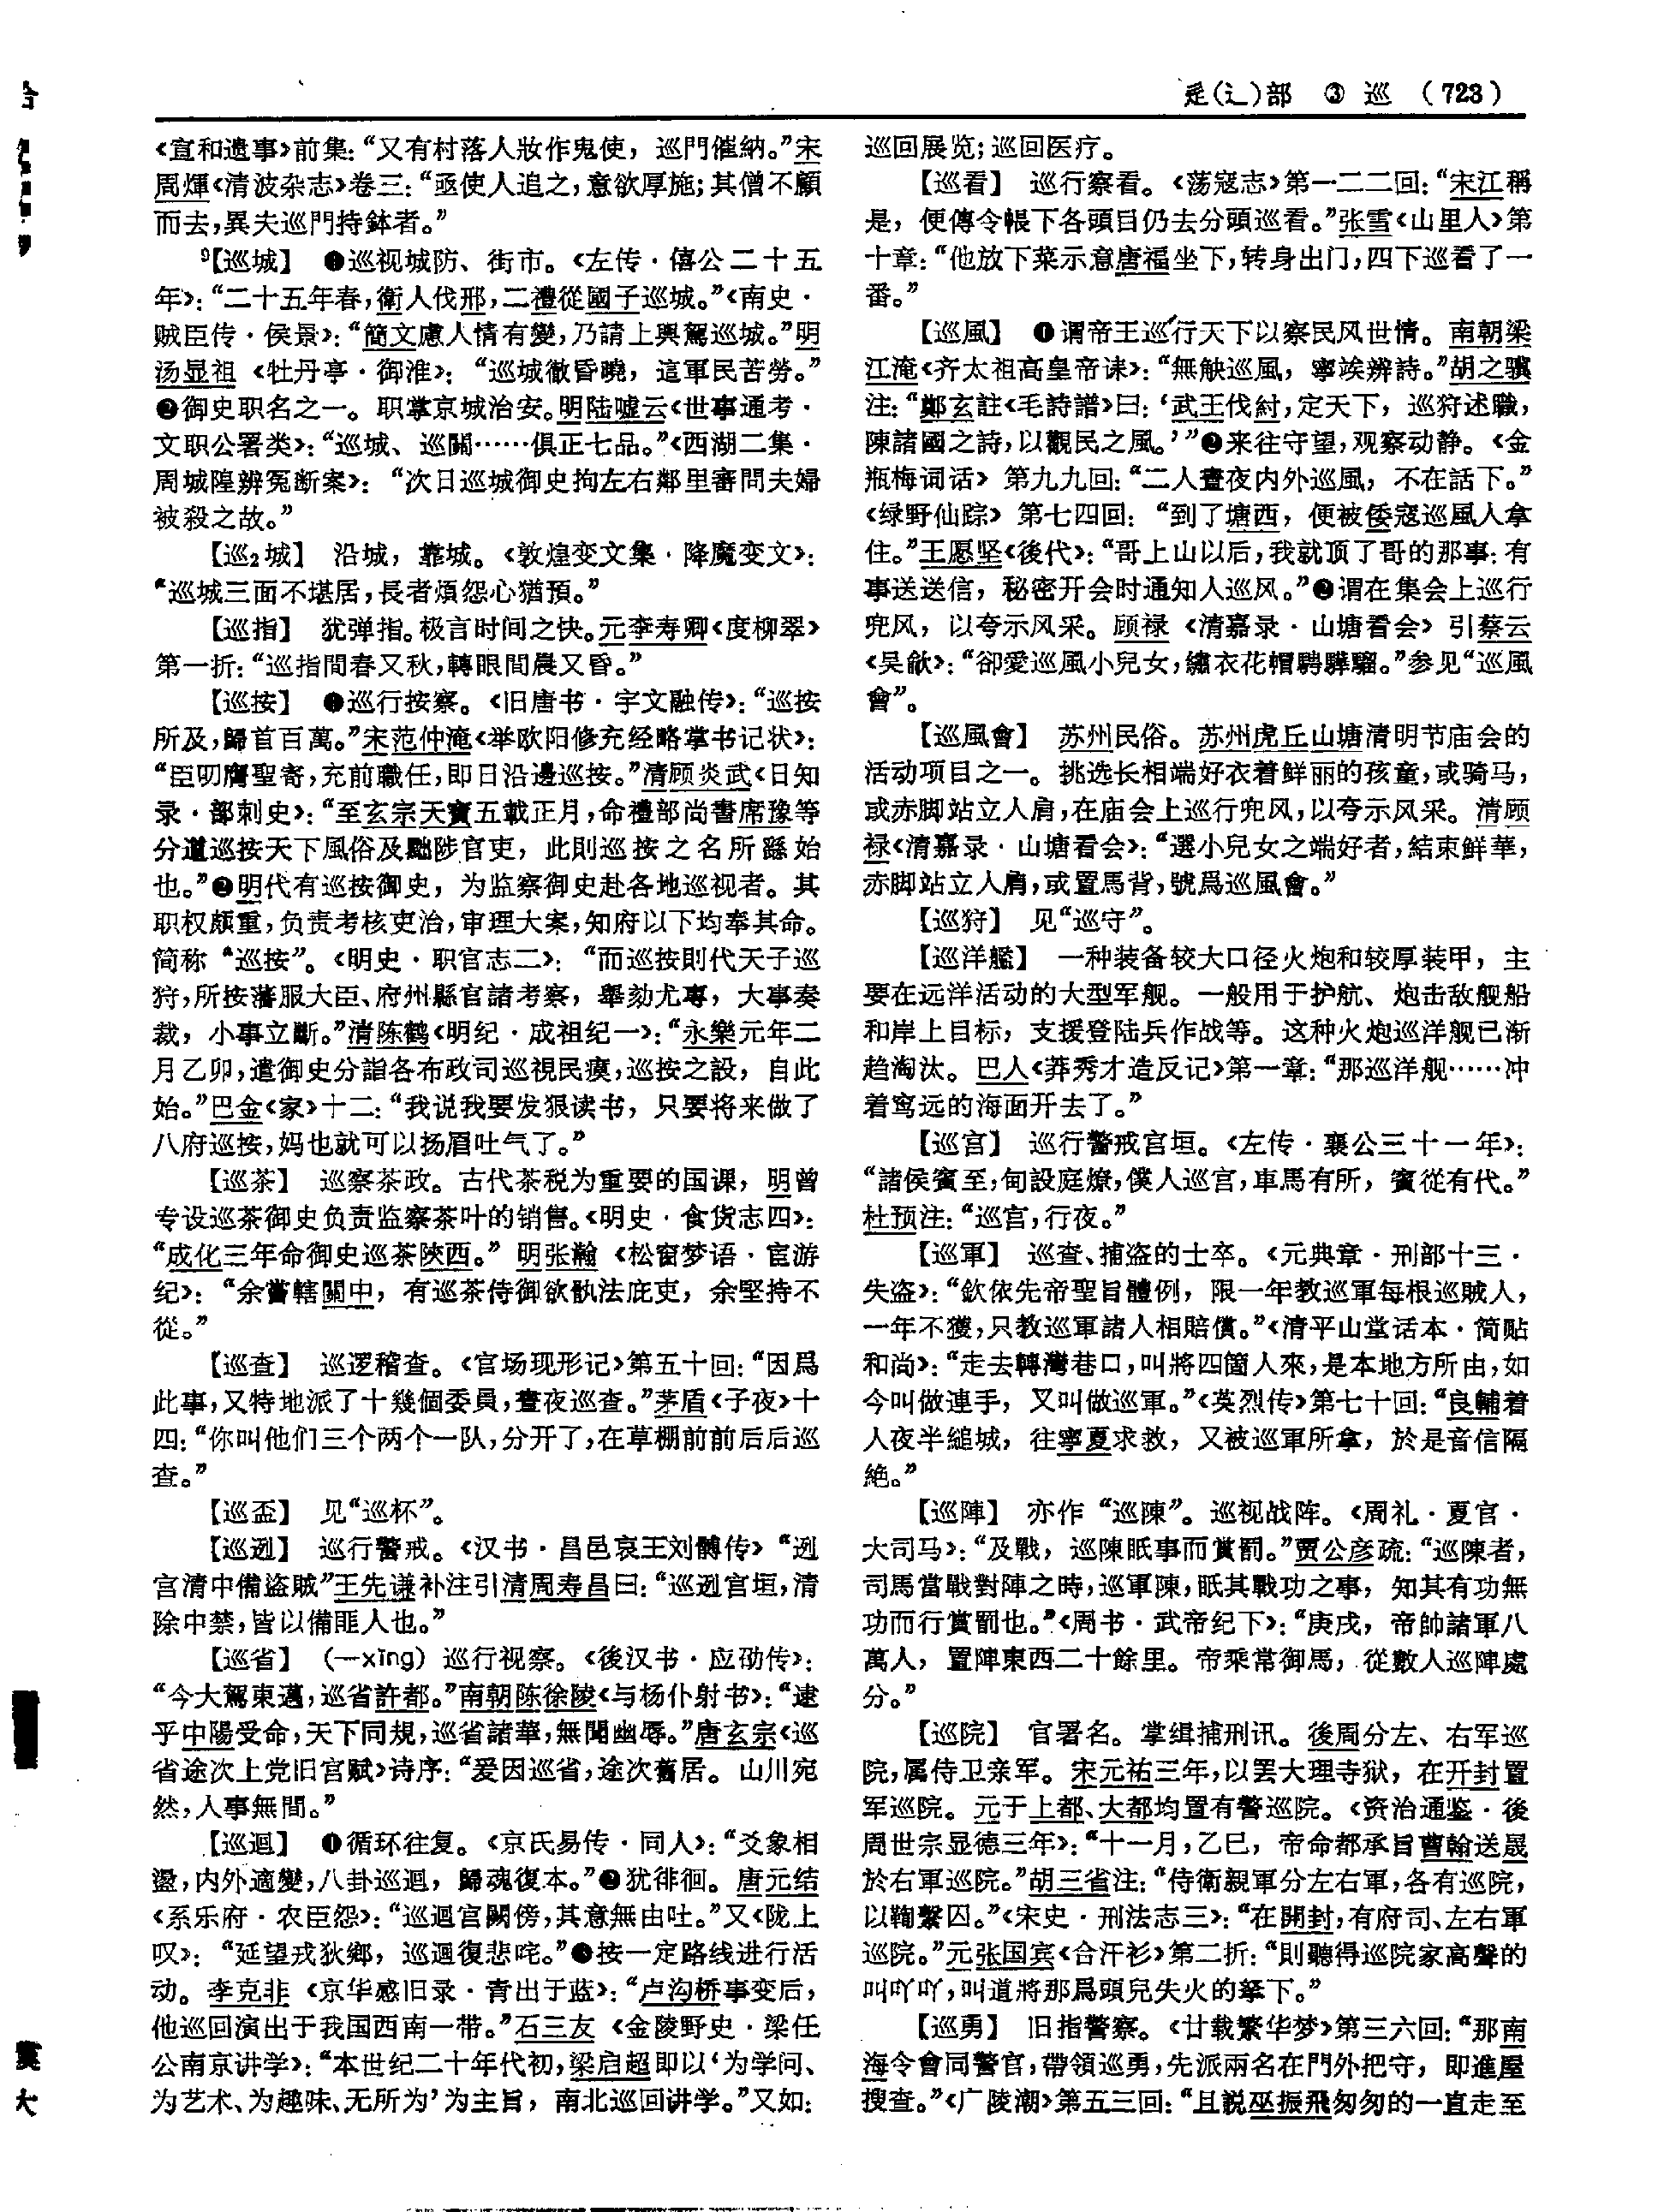 辵(辶)部 ③ 巡 (723)
《宣和遗事》前集：“又有村落人妝作鬼使，巡門催納。”宋
周煇《清波杂志》卷三：“亟使人追之，意欲厚施；其僧不顧
而去，異夫巡門持鉢者。”
⁹【巡城】 ❶巡视城防、街市。《左传·僖公二十五
年》：“二十五年春，衛人伐邢，二禮從國子巡城。”《南史·
贼臣传·侯景》：“簡文慮人情有變，乃請上輿駕巡城。”明
汤显祖《牡丹亭·御淮》：“巡城徹昏曉，這軍民苦勞。”
❷御史职名之一。职掌京城治安。明陆嘘云《世事通考·
文职公署类》：“巡城、巡關……俱正七品。”《西湖二集·
周城隍辨冤断案》：“次日巡城御史拘左右鄰里審問夫婦
被殺之故。”
【巡₂城】 沿城，靠城。《敦煌变文集·降魔变文》：
“巡城三面不堪居，長者煩怨心猶預。”
【巡指】 犹弹指。极言时间之快。元李寿卿《度柳翠》
第一折：“巡指間春又秋，轉眼間晨又昏。”
【巡按】 ❶巡行按察。《旧唐书·宇文融传》：“巡按
所及，歸首百萬。”宋范仲淹《举欧阳修充经略掌书记状》：
“臣叨膺聖寄，充前職任，即日沿邊巡按。”清顾炎武《日知
录·部刺史》：“至玄宗天寶五載正月，命禮部尚書席豫等
分道巡按天下風俗及黜陟官吏，此則巡按之名所繇始
也。”❷明代有巡按御史，为监察御史赴各地巡视者。其
职权颇重，负责考核吏治，审理大案，知府以下均奉其命。
简称“巡按”。《明史·职官志二》：“而巡按則代天子巡
狩，所按藩服大臣、府州縣官諸考察，舉劾尤專，大事奏
裁，小事立斷。”清陈鹤《明纪·成祖纪一》：“永樂元年二
月乙卯，遣御史分詣各布政司巡視民瘼，巡按之設，自此
始。”巴金《家》十二：“我说我要发狠读书，只要将来做了
八府巡按，妈也就可以扬眉吐气了。”
【巡茶】 巡察茶政。古代茶税为重要的国课，明曾
专设巡茶御史负责监察茶叶的销售。《明史·食货志四》：
“成化三年命御史巡茶陝西。”明张瀚《松窗梦语·宦游
纪》：“余嘗轄關中，有巡茶侍御欲骫法庇吏，余堅持不
從。”
【巡查】 巡逻稽查。《官场现形记》第五十回：“因爲
此事，又特地派了十幾個委員，晝夜巡查。”茅盾《子夜》十
四：“你叫他们三个两个一队，分开了，在草棚前前后后巡
查。”
【巡盃】 见“巡杯”。
【巡迾】 巡行警戒。《汉书·昌邑哀王刘髆传》“迾
宫清中備盜賊”王先谦补注引清周寿昌曰：“巡迾宫垣，清
除中禁，皆以備匪人也。”
【巡省】 (—xǐng) 巡行视察。《後汉书·应劭传》：
“今大駕東邁，巡省許都。”南朝陈徐陵《与杨仆射书》：“逮
乎中陽受命，天下同規，巡省諸華，無聞幽辱。”唐玄宗《巡
省途次上党旧宫赋》诗序：“爰因巡省，途次舊居。山川宛
然，人事無間。”
【巡迴】 ❶循环往复。《京氏易传·同人》：“爻象相
盪，内外適變，八卦巡迴，歸魂復本。”❷犹徘徊。唐元结
《系乐府·农臣怨》：“巡迴宫闕傍，其意無由吐。”又《陇上
叹》：“延望戎狄鄉，巡迴復悲咤。”❸按一定路线进行活
动。李克非《京华感旧录·青出于蓝》：“卢沟桥事变后，
他巡回演出于我国西南一带。”石三友《金陵野史·梁任
公南京讲学》：“本世纪二十年代初，梁启超即以‘为学问、
为艺术、为趣味、无所为’为主旨，南北巡回讲学。”又如：
巡回展览；巡回医疗。
【巡看】 巡行察看。《荡寇志》第一二二回：“宋江稱
是，便傳令帳下各頭目仍去分頭巡看。”张雪《山里人》第
十章：“他放下菜示意唐福坐下，转身出门，四下巡看了一
番。”
【巡風】 ❶谓帝王巡行天下以察民风世情。南朝梁
江淹《齐太祖高皇帝诔》：“無觖巡風，寧竢辨詩。”胡之骥
注：“鄭玄註《毛詩譜》曰：‘武王伐紂，定天下，巡狩述職，
陳諸國之詩，以觀民之風。’”❷来往守望，观察动静。《金
瓶梅词话》第九九回：“二人晝夜内外巡風，不在話下。”
《绿野仙踪》第七四回：“到了塘西，便被倭寇巡風人拿
住。”王愿坚《後代》：“哥上山以后，我就顶了哥的那事：有
事送送信，秘密开会时通知人巡风。”❸谓在集会上巡行
兜风，以夸示风采。顾禄《清嘉录·山塘看会》引蔡云
《吴歈》：“卻愛巡風小兒女，繡衣花帽騁驊騮。”参见“巡風
會”。
【巡風會】 苏州民俗。苏州虎丘山塘清明节庙会的
活动项目之一。挑选长相端好衣着鲜丽的孩童，或骑马，
或赤脚站立人肩，在庙会上巡行兜风，以夸示风采。清顾
禄《清嘉录·山塘看会》：“選小兒女之端好者，結束鮮華，
赤脚站立人肩，或置馬背，號爲巡風會。”
【巡狩】 见“巡守”。
【巡洋艦】 一种装备较大口径火炮和较厚装甲，主
要在远洋活动的大型军舰。一般用于护航、炮击敌舰船
和岸上目标，支援登陆兵作战等。这种火炮巡洋舰已渐
趋淘汰。巴人《莽秀才造反记》第一章：“那巡洋舰……冲
着窎远的海面开去了。”
【巡宫】 巡行警戒宫垣。《左传·襄公三十一年》：
“諸侯賓至，甸設庭燎，僕人巡宫，車馬有所，賓從有代。”
杜预注：“巡宫，行夜。”
【巡軍】 巡查、捕盗的士卒。《元典章·刑部十三·
失盗》：“欽依先帝聖旨體例，限一年教巡軍每根巡賊人，
一年不獲，只教巡軍諸人相賠償。”《清平山堂话本·简贴
和尚》：“走去轉灣巷口，叫將四箇人來，是本地方所由，如
今叫做連手，又叫做巡軍。”《英烈传》第七十回：“良輔着
人夜半縋城，往寧夏求救，又被巡軍所拿，於是音信隔
絶。”
【巡陣】 亦作“巡陳”。巡视战阵。《周礼·夏官·
大司马》：“及戰，巡陳眡事而賞罰。”贾公彦疏：“巡陳者，
司馬當戰對陣之時，巡軍陳，眡其戰功之事，知其有功無
功而行賞罰也。”《周书·武帝纪下》：“庚戌，帝帥諸軍八
萬人，置陣東西二十餘里。帝乘常御馬，從數人巡陣處
分。”
【巡院】 官署名。掌缉捕刑讯。後周分左、右军巡
院，属侍卫亲军。宋元祐三年，以罢大理寺狱，在开封置
军巡院。元于上都、大都均置有警巡院。《资治通鉴·後
周世宗显德三年》：“十一月，乙巳，帝命都承旨曹翰送晟
於右軍巡院。”胡三省注：“侍衛親軍分左右軍，各有巡院，
以鞫繫囚。”《宋史·刑法志三》：“在開封，有府司、左右軍
巡院。”元张国宾《合汗衫》第二折：“則聽得巡院家高聲的
叫吖吖，叫道將那爲頭兒失火的拏下。”
【巡勇】 旧指警察。《廿载繁华梦》第三六回：“那南
海令會同警官，帶領巡勇，先派兩名在門外把守，即進屋
搜查。”《广陵潮》第五三回：“且説巫振飛匆匆的一直走至